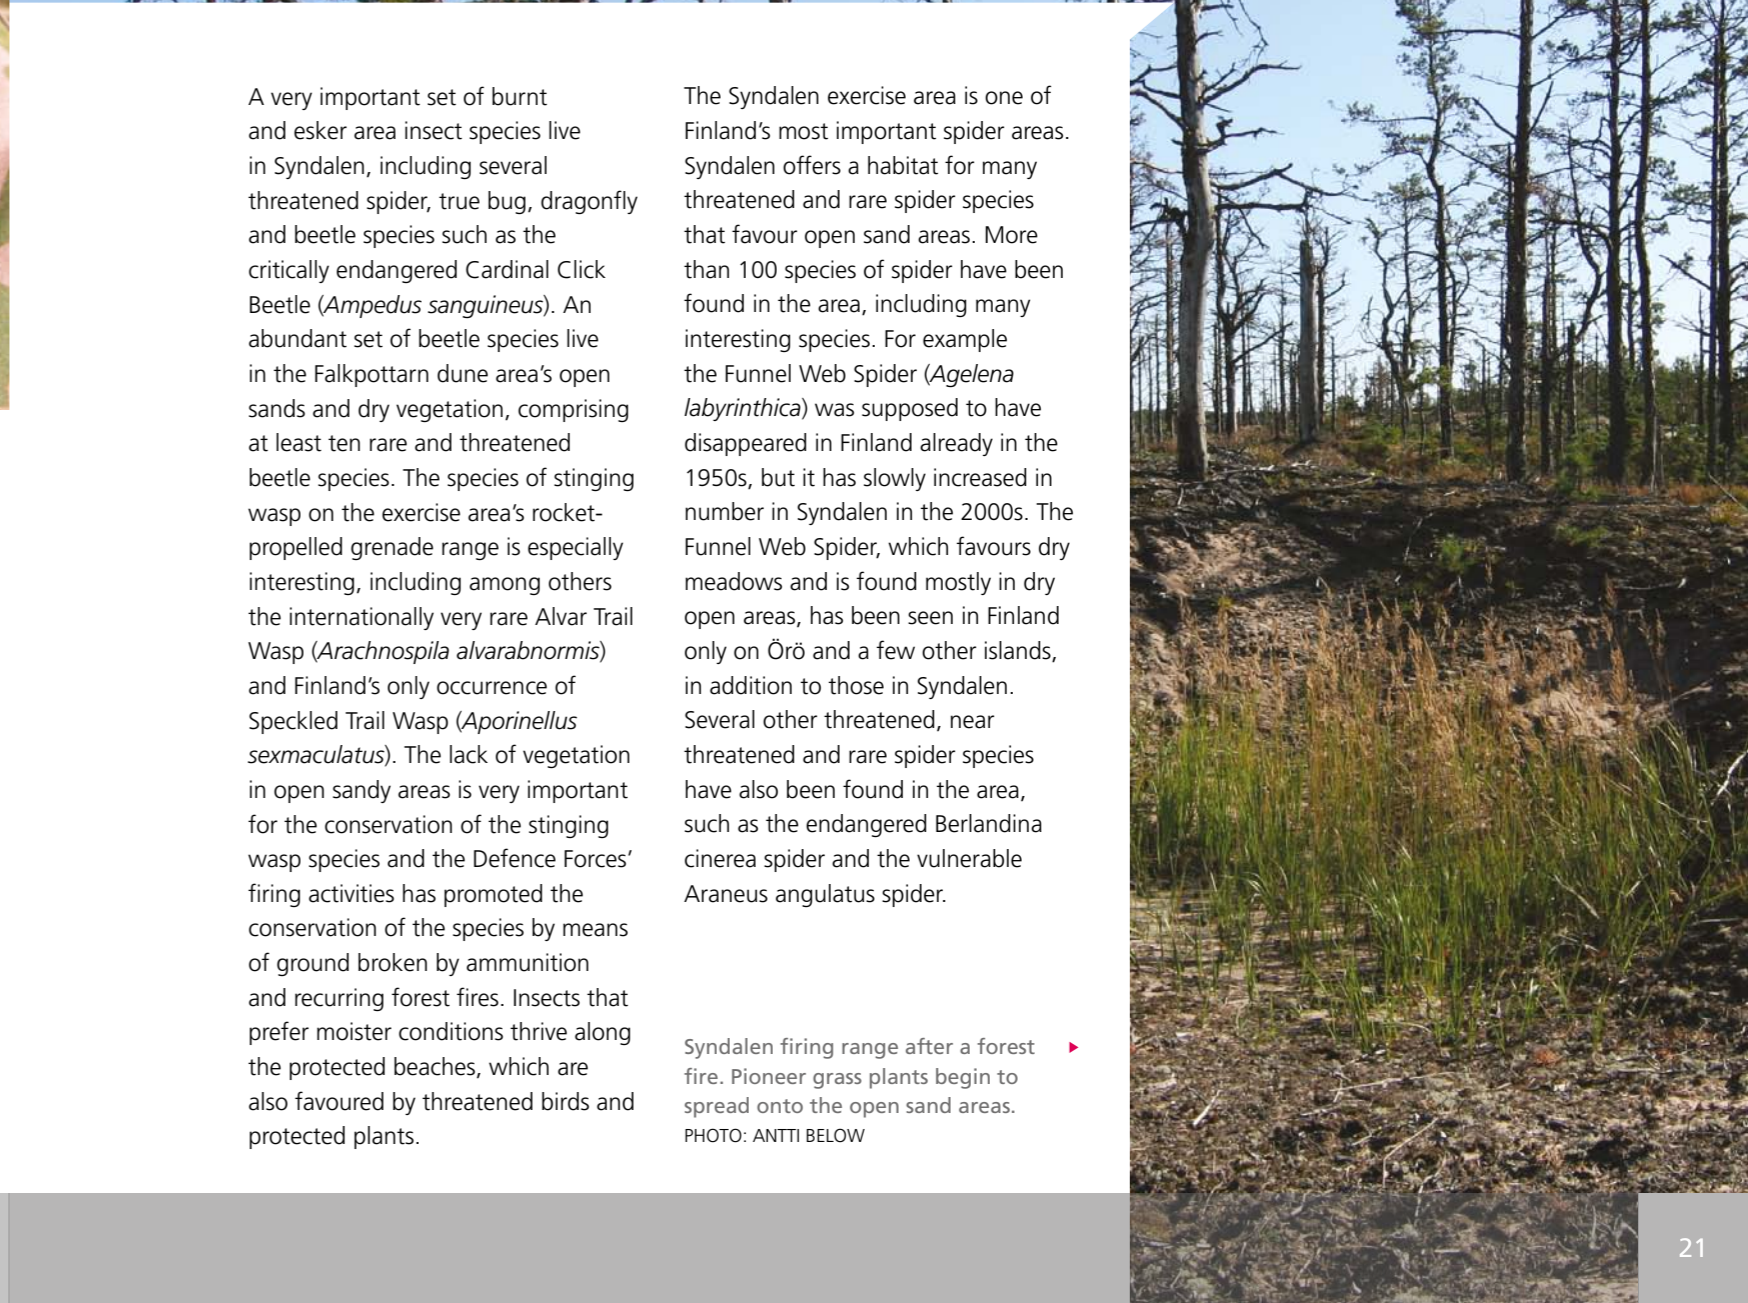 A very important set of burnt
and esker area insect species live
in Syndalen, including several
threatened spider, true bug, dragonfly
and beetle species such as the
critically endangered Cardinal Click
Beetle (Ampedus sanguineus). An
abundant set of beetle species live
in the Falkpottarn dune area’s open
sands and dry vegetation, comprising
at least ten rare and threatened
beetle species. The species of stinging
wasp on the exercise area’s rocket-
propelled grenade range is especially
interesting, including among others
the internationally very rare Alvar Trail
Wasp (Arachnospila alvarabnormis)
and Finland’s only occurrence of
Speckled Trail Wasp (Aporinellus
sexmaculatus). The lack of vegetation
in open sandy areas is very important
for the conservation of the stinging
wasp species and the Defence Forces’
firing activities has promoted the
conservation of the species by means
of ground broken by ammunition
and recurring forest fires. Insects that
prefer moister conditions thrive along
the protected beaches, which are
also favoured by threatened birds and
protected plants.
The Syndalen exercise area is one of
Finland’s most important spider areas.
Syndalen offers a habitat for many
threatened and rare spider species
that favour open sand areas. More
than 100 species of spider have been
found in the area, including many
interesting species. For example
the Funnel Web Spider (Agelena
labyrinthica) was supposed to have
disappeared in Finland already in the
1950s, but it has slowly increased in
number in Syndalen in the 2000s. The
Funnel Web Spider, which favours dry
meadows and is found mostly in dry
open areas, has been seen in Finland
only on Örö and a few other islands,
in addition to those in Syndalen.
Several other threatened, near
threatened and rare spider species
have also been found in the area,
such as the endangered Berlandina
cinerea spider and the vulnerable
Araneus angulatus spider.
Syndalen firing range after a forest
fire. Pioneer grass plants begin to
spread onto the open sand areas.
PHOTO: ANTTI BELOW
21